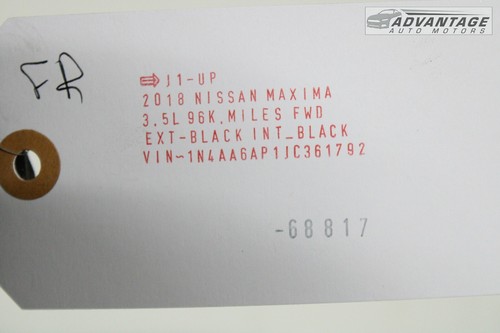 ADVANTAGE
AUTO MOTORS
FR
J1-UP
2018 NISSAN MAXIMA
3.5L 96K.MILES FWD
EXT-BLACK INT_BLACK
VIN~1N4AA6AP1JC361792
-68817